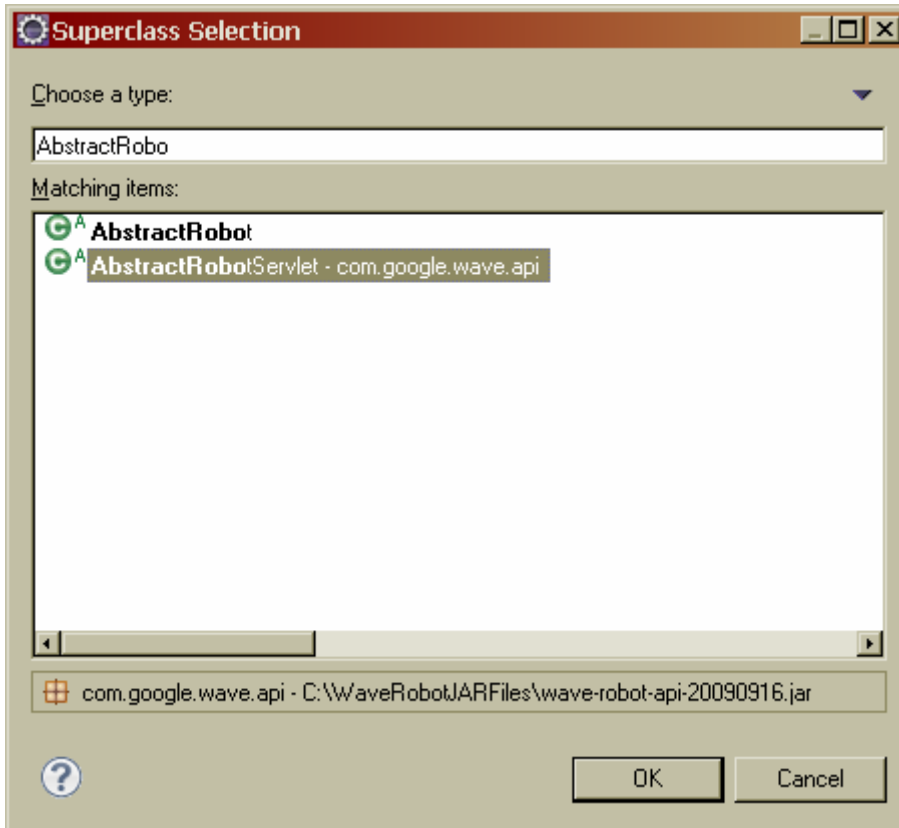 Superclass Selection
Choose a type:
AbstractRobo
Matching items:
C A AbstractRobot
C A AbstractRobotServlet - com.google.wave.api
com.google.wave.api - C:\WaveRobotJARFiles\wave-robot-api-20090916.jar
?
OK Cancel